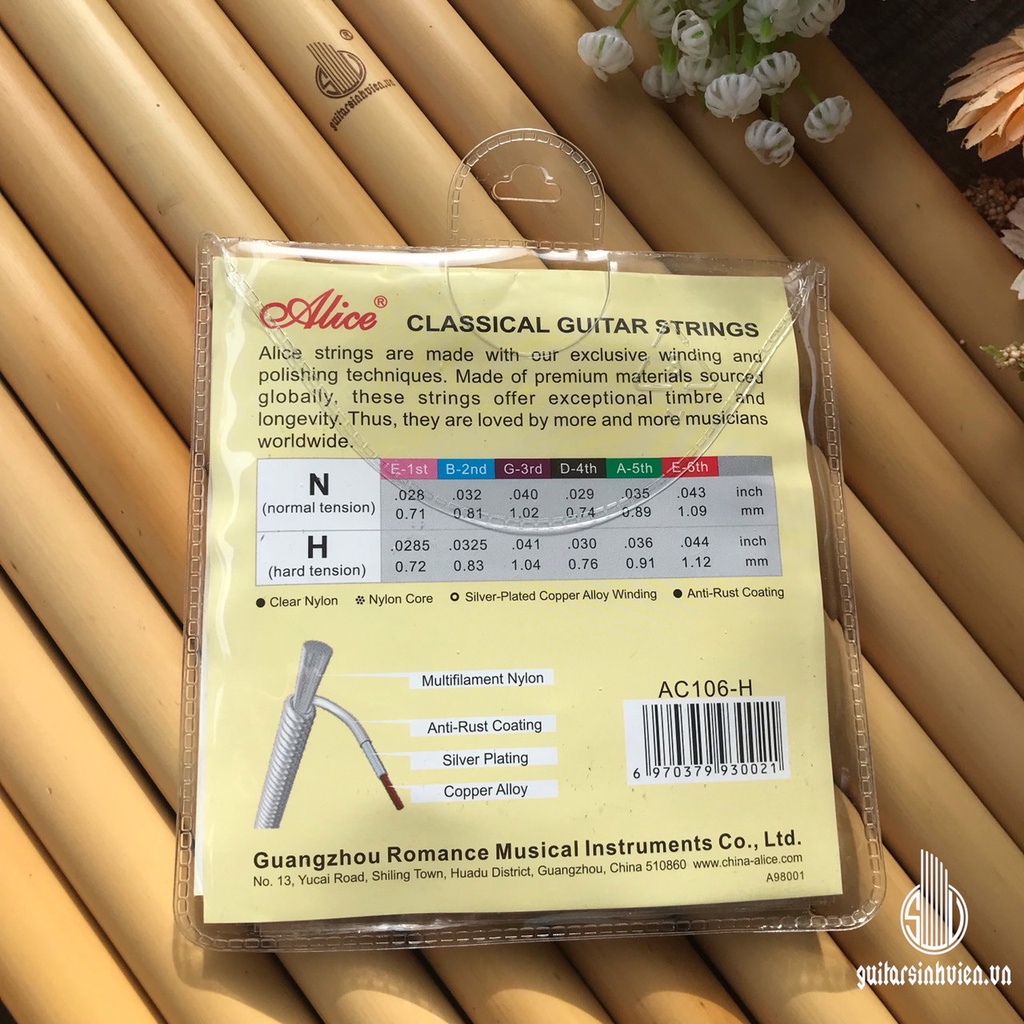 guitarsinhvien.vn
Alice® CLASSICAL GUITAR STRINGS
Alice strings are made with our exclusive winding and
polishing techniques. Made of premium materials sourced
globally, these strings offer exceptional timbre and
longevity. Thus, they are loved by more and more musicians
worldwide.
E-1st B-2nd G-3rd D-4th A-5th E-6th
N .028 .032 .040 .029 .035 .043 inch
(normal tension) 0.71 0.81 1.02 0.74 0.89 1.09 mm
H .0285 .0325 .041 .030 .036 .044 inch
(hard tension) 0.72 0.83 1.04 0.76 0.91 1.12 mm
Clear Nylon Nylon Core Silver-Plated Copper Alloy Winding Anti-Rust Coating
Multifilament Nylon
Anti-Rust Coating
Silver Plating
Copper Alloy
AC106-H
6 970379 930021
Guangzhou Romance Musical Instruments Co., Ltd.
No. 13, Yucai Road, Shiling Town, Huadu District, Guangzhou, China 510860 www.china-alice.com
A98001
guitarsinhvien.vn